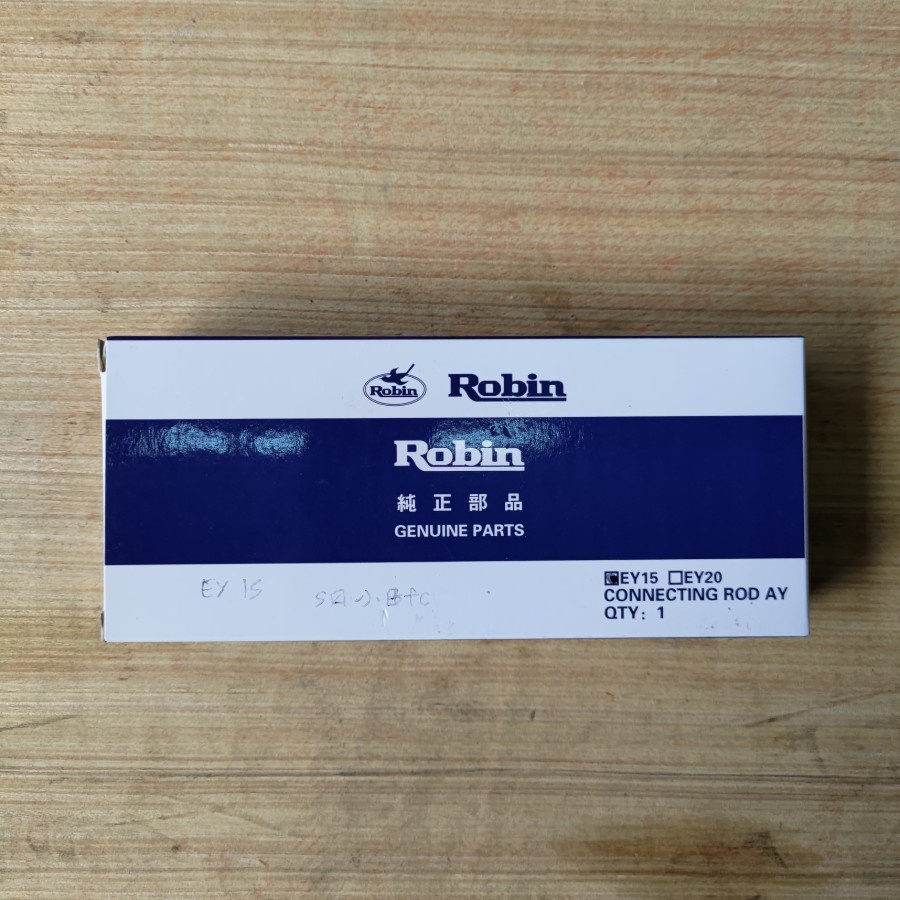 Robin Robin
Robin
純正部品
GENUINE PARTS
EY15 EY20
CONNECTING ROD AY
QTY: 1
EY 15